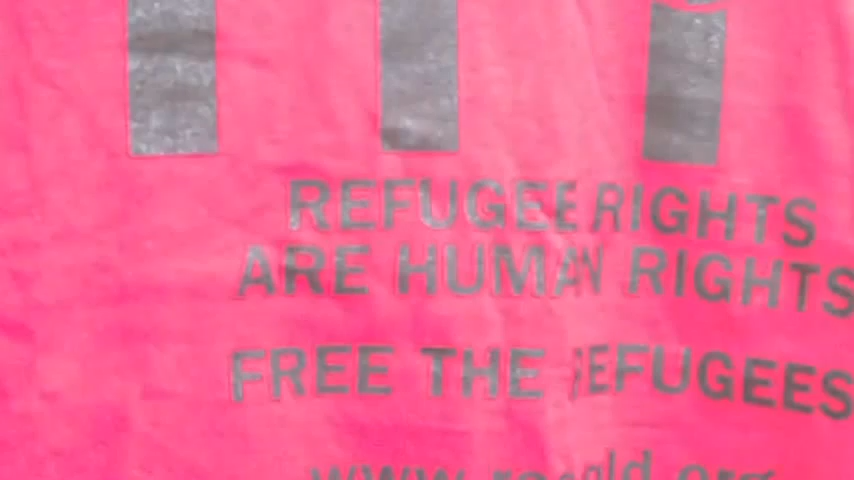 REFUGEE RIGHTS
ARE HUMAN RIGHTS
FREE THE REFUGEES